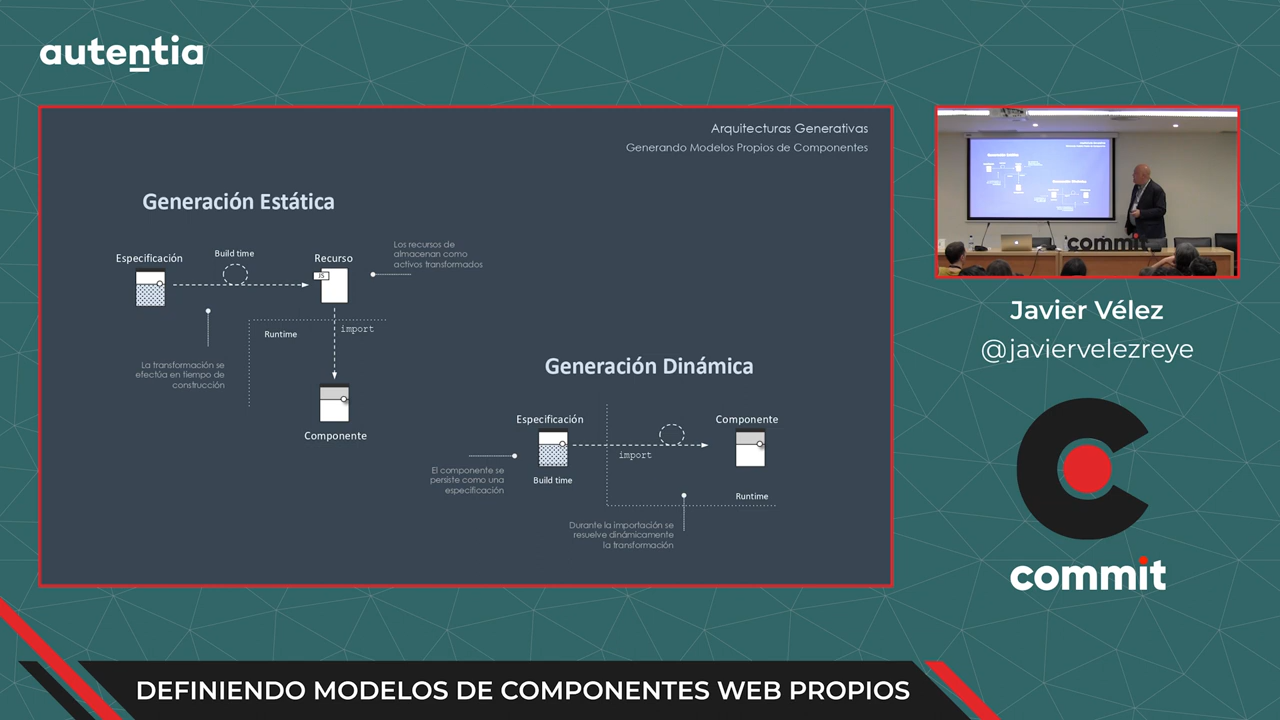 autentia
Arquitecturas Generativas
Generando Modelos Propios de Componentes
Generación Estática
Especificación
Build time
Recurso
JS
Los recursos de
almacenan como
activos transformados
Runtime
import
La transformación se
efectúa en tiempo de
construcción
Componente
Generación Dinámica
Especificación
Componente
import
El componente se
persiste como una
especificación
Build time
Runtime
Durante la importación se
resuelve dinámicamente
la transformación
commit
Javier Vélez
@javiervelezreye
commit
DEFINIENDO MODELOS DE COMPONENTES WEB PROPIOS